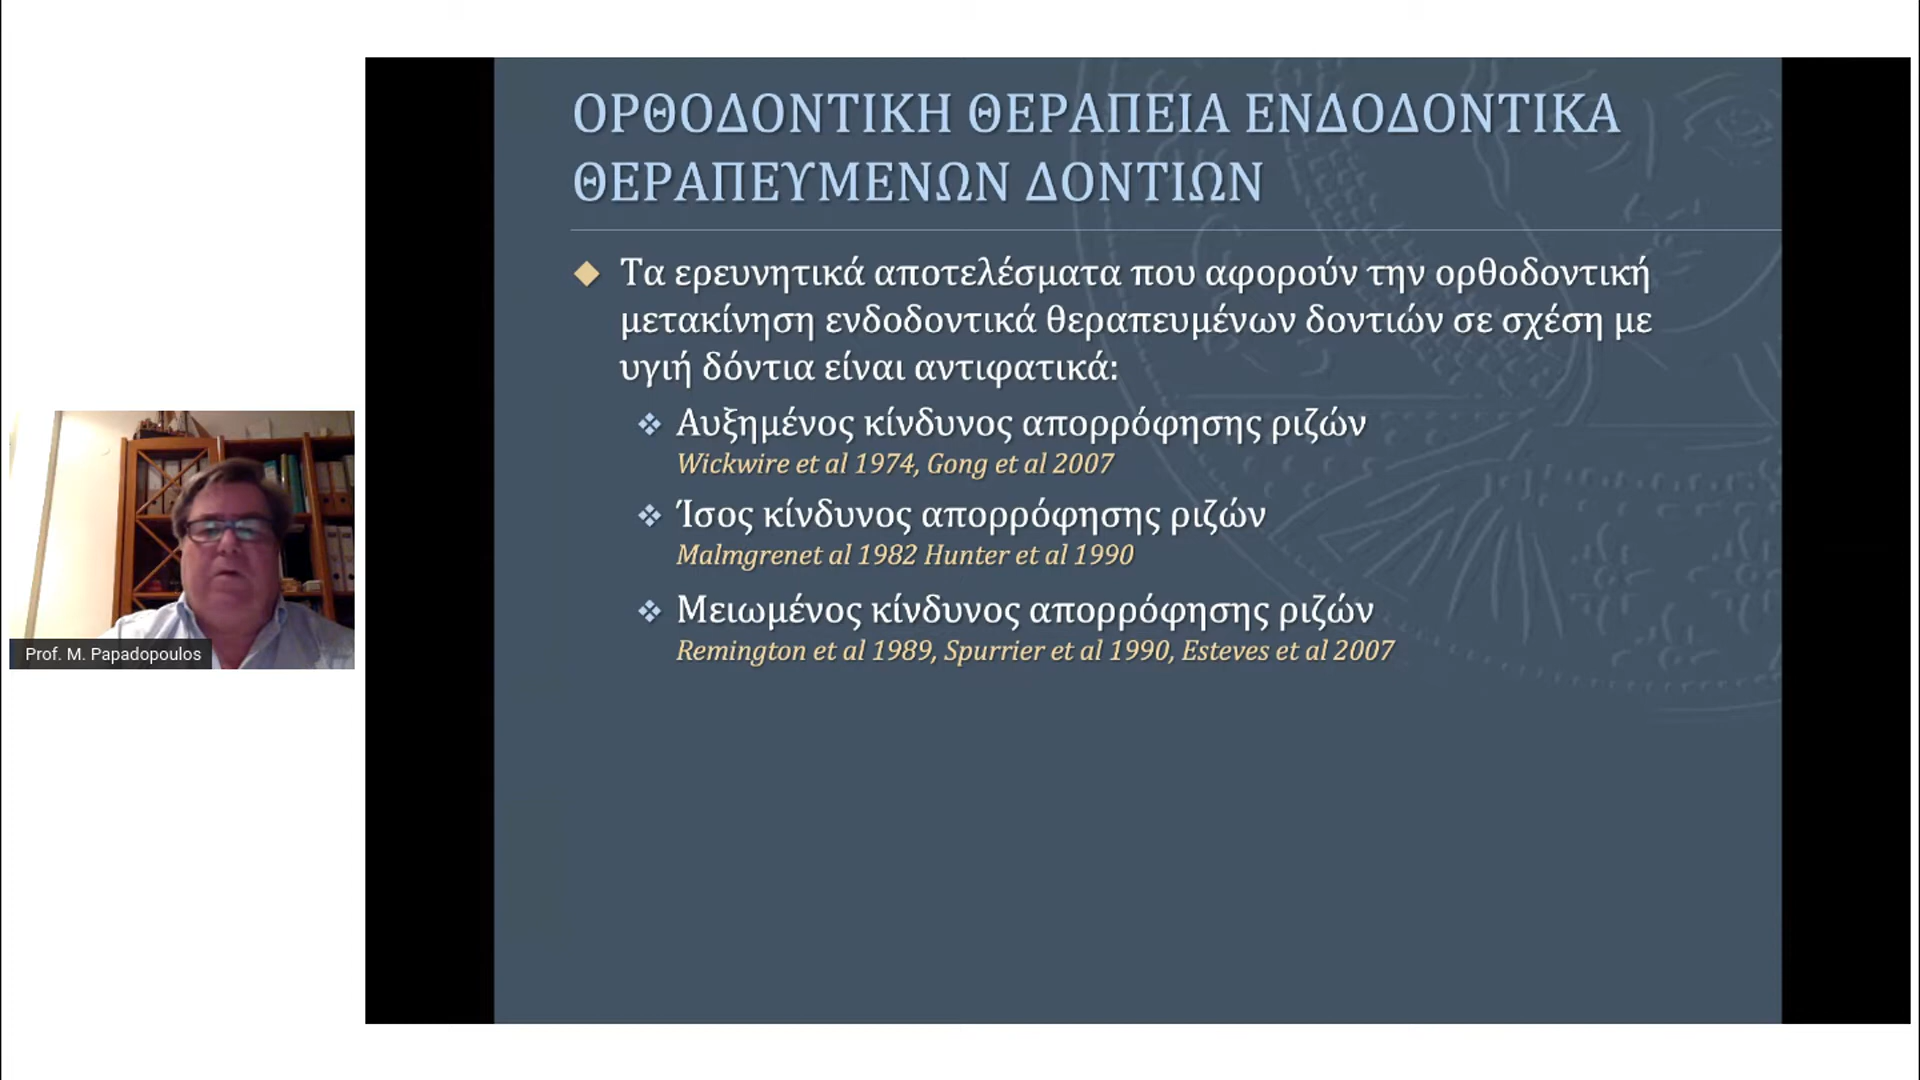 ΟΡΘΟΔΟΝΤΙΚΗ ΘΕΡΑΠΕΙΑ ΕΝΔΟΔΟΝΤΙΚΑ
ΘΕΡΑΠΕΥΜΕΝΩΝ ΔΟΝΤΙΩΝ
Τα ερευνητικά αποτελέσματα που αφορούν την ορθοδοντική
μετακίνηση ενδοδοντικά θεραπευμένων δοντιών σε σχέση με
υγιή δόντια είναι αντιφατικά:
Αυξημένος κίνδυνος απορρόφησης ριζών
Wickwire et al 1974, Gong et al 2007
Ίσος κίνδυνος απορρόφησης ριζών
Malmgrenet al 1982 Hunter et al 1990
Μειωμένος κίνδυνος απορρόφησης ριζών
Remington et al 1989, Spurrier et al 1990, Esteves et al 2007
Prof. M. Papadopoulos